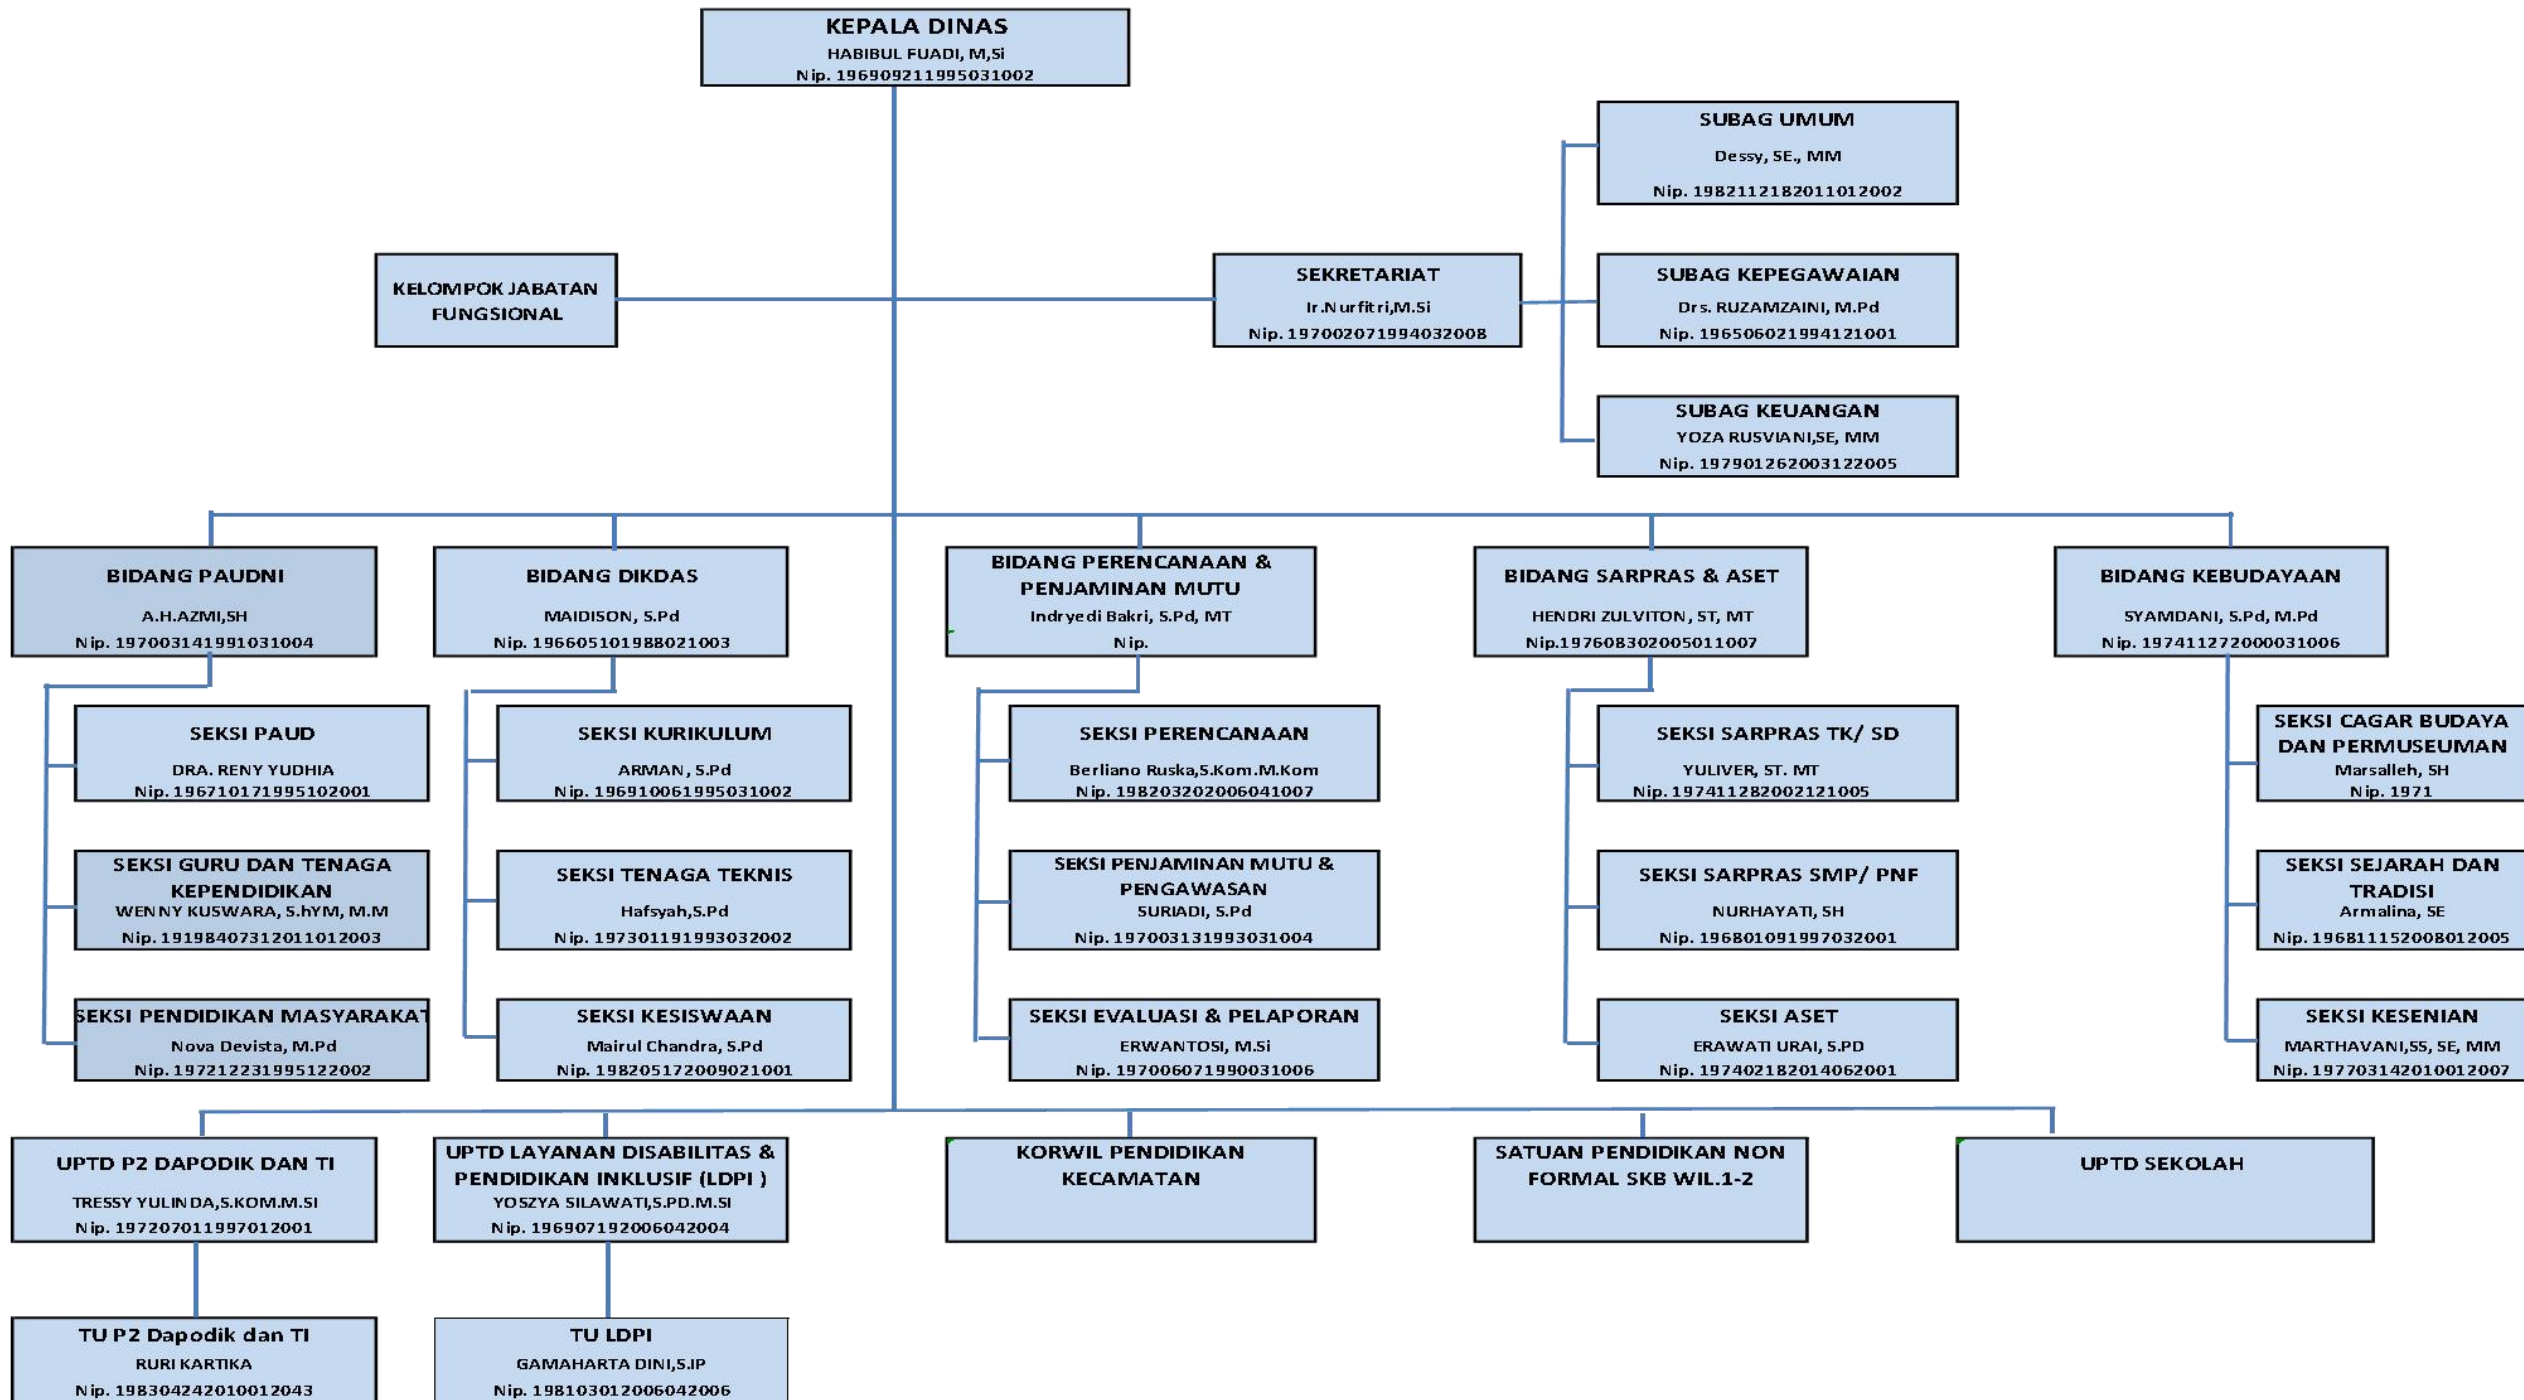 KEPALA DINAS
HABIBUL FUADI, M,Si
Nip. 196909211995031002
SUBAG UMUM
Dessy, SE., MM
Nip. 1982112182011012002
KELOMPOK JABATAN
FUNGSIONAL
SEKRETARIAT
Ir.Nurfitri,M.Si
Nip. 197002071994032008
SUBAG KEPEGAWAIAN
Drs. RUZAMZAINI, M.Pd
Nip. 196506021994121001
SUBAG KEUANGAN
YOZA RUSVIANI,SE, MM
Nip. 197901262003122005
BIDANG PAUDNI
A.H.AZMI,SH
Nip. 197003141991031004
BIDANG DIKDAS
MAIDISON, S.Pd
Nip. 196605101988021003
BIDANG PERENCANAAN &
PENJAMINAN MUTU
Indryedi Bakri, S.Pd, MT
Nip.
BIDANG SARPRAS & ASET
HENDRI ZULVITON, ST, MT
Nip.197608302005011007
BIDANG KEBUDAYAAN
SYAMDANI, S.Pd, M.Pd
Nip. 197411272000031006
SEKSI PAUD
DRA. RENY YUDHIA
Nip. 196710171995102001
SEKSI KURIKULUM
ARMAN, S.Pd
Nip. 196910061995031002
SEKSI PERENCANAAN
Berliano Ruska,S.Kom.M.Kom
Nip. 198203202006041007
SEKSI SARPRAS TK/ SD
YULIVER, ST. MT
Nip. 197411282002121005
SEKSI CAGAR BUDAYA
DAN PERMUSEUMAN
Marsalleh, SH
Nip. 1971
SEKSI GURU DAN TENAGA
KEPENDIDIKAN
WENNY KUSWARA, S.hYM, M.M
Nip. 19198407312011012003
SEKSI TENAGA TEKNIS
Hafsyah,S.Pd
Nip. 197301191993032002
SEKSI PENJAMINAN MUTU &
PENGAWASAN
SURIADI, S.Pd
Nip. 197003131993031004
SEKSI SARPRAS SMP/ PNF
NURHAYATI, SH
Nip. 196801091997032001
SEKSI SEJARAH DAN
TRADISI
Armalina, SE
Nip. 196811152008012005
SEKSI PENDIDIKAN MASYARAKAT
Nova Devista, M.Pd
Nip. 197212231995122002
SEKSI KESISWAAN
Mairul Chandra, S.Pd
Nip. 198205172009021001
SEKSI EVALUASI & PELAPORAN
ERWANTOSI, M.Si
Nip. 197006071990031006
SEKSI ASET
ERAWATI URAI, S.PD
Nip. 197402182014062001
SEKSI KESENIAN
MARTHAVANI,SS, SE, MM
Nip. 197703142010012007
UPTD P2 DAPODIK DAN TI
TRESSY YULINDA,S.KOM.M.SI
Nip. 197207011997012001
UPTD LAYANAN DISABILITAS &
PENDIDIKAN INKLUSIF (LDPI )
YOSZYA SILAWATI,S.PD.M.SI
Nip. 196907192006042004
KORWIL PENDIDIKAN
KECAMATAN
SATUAN PENDIDIKAN NON
FORMAL SKB WIL.1-2
UPTD SEKOLAH
TU P2 Dapodik dan TI
RURI KARTIKA
Nip. 198304242010012043
TU LDPI
GAMAHARTA DINI,S.IP
Nip. 198103012006042006